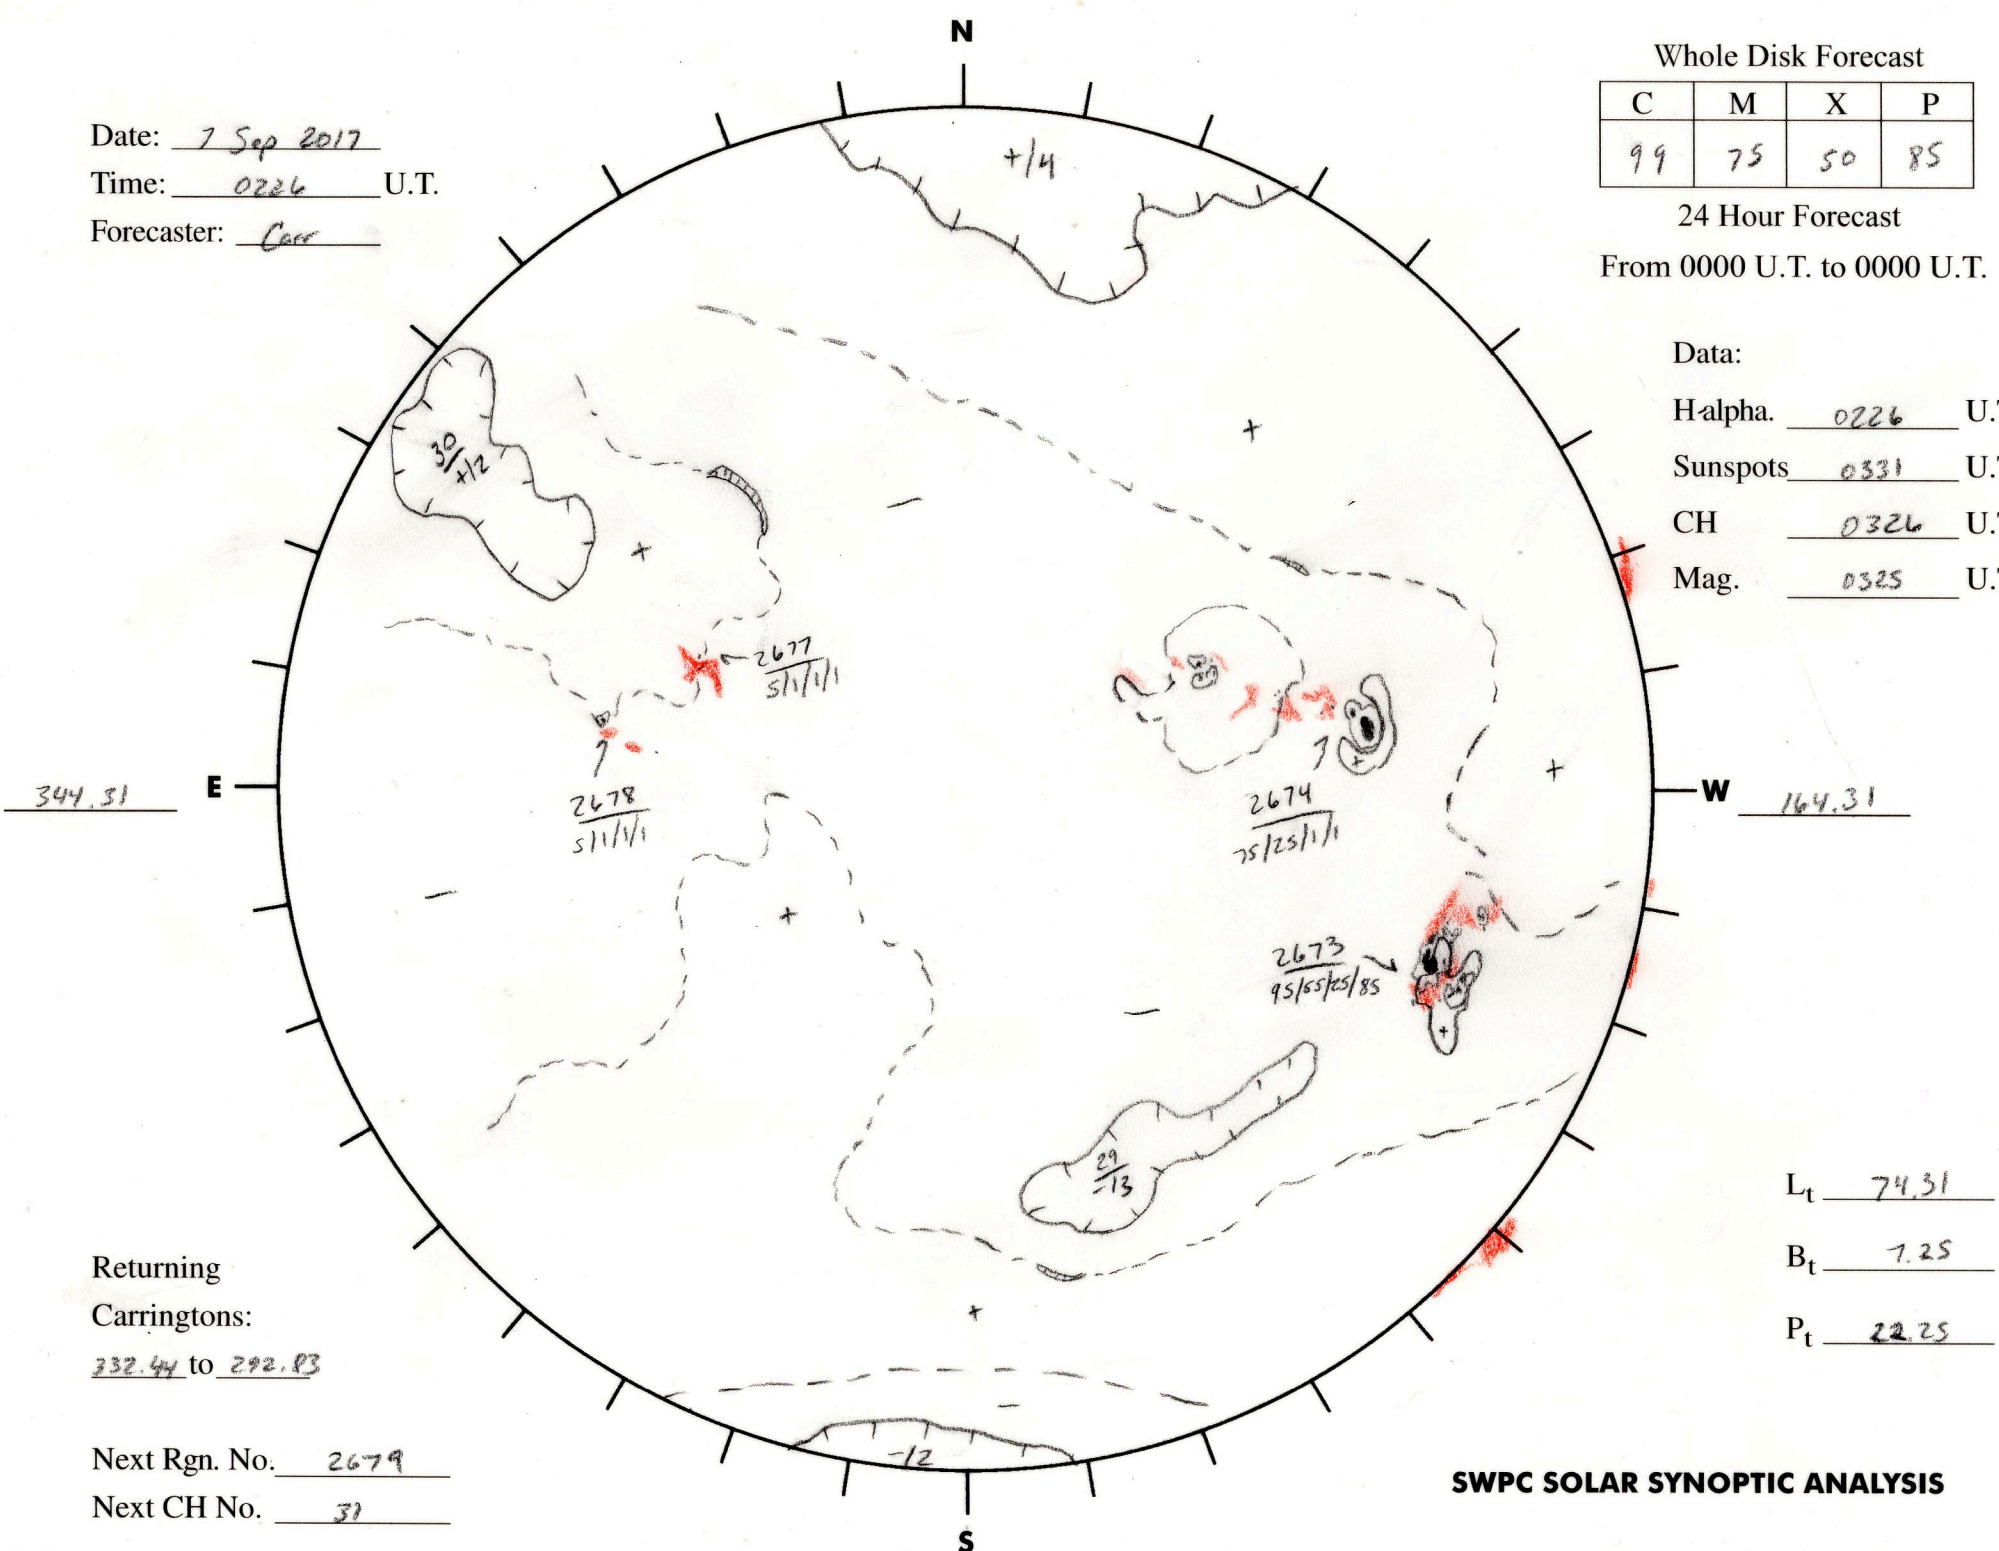 N
Whole Disk Forecast
C M X P
99 75 50 85
24 Hour Forecast
From 0000 U.T. to 0000 U.T.
Date: 7 Sep 2017
Time: 0226 U.T.
Forecaster: Carr
+/4
Data:
H-alpha. 0226 U.T
Sunspots 0331 U.T
CH 0326 U.T
Mag. 0325 U.T
30
+/2
+
+
2677
5/1/1/1
344.31 E
+
W 164.31
2678
5/1/1/1
2674
75/25/1/1
+
2673
95/55/25/85
+
29
-13
Lt 74.31
Bt 7.25
Pt 22.25
Returning
Carringtons:
332.44 to 292.83
+
-12
Next Rgn. No. 2679
Next CH No. 31
SWPC SOLAR SYNOPTIC ANALYSIS
S